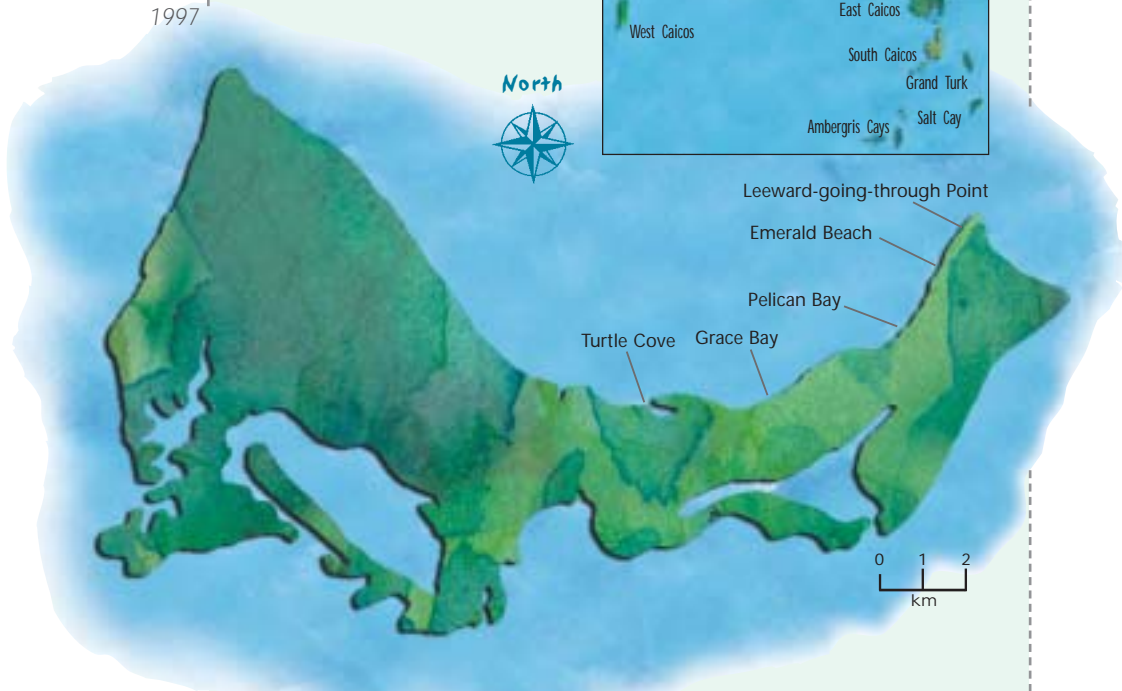 1997
East Caicos
West Caicos
South Caicos
Grand Turk
Salt Cay
Ambergris Cays
North
Leeward-going-through Point
Emerald Beach
Pelican Bay
Turtle Cove
Grace Bay
0 1 2
km